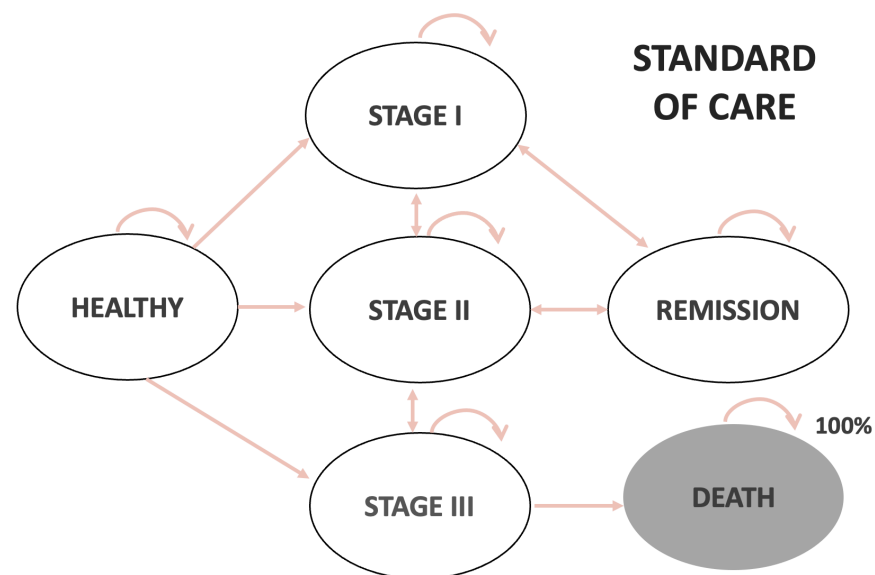 STANDARD
OF CARE
STAGE I
HEALTHY
STAGE II
REMISSION
100%
DEATH
STAGE III